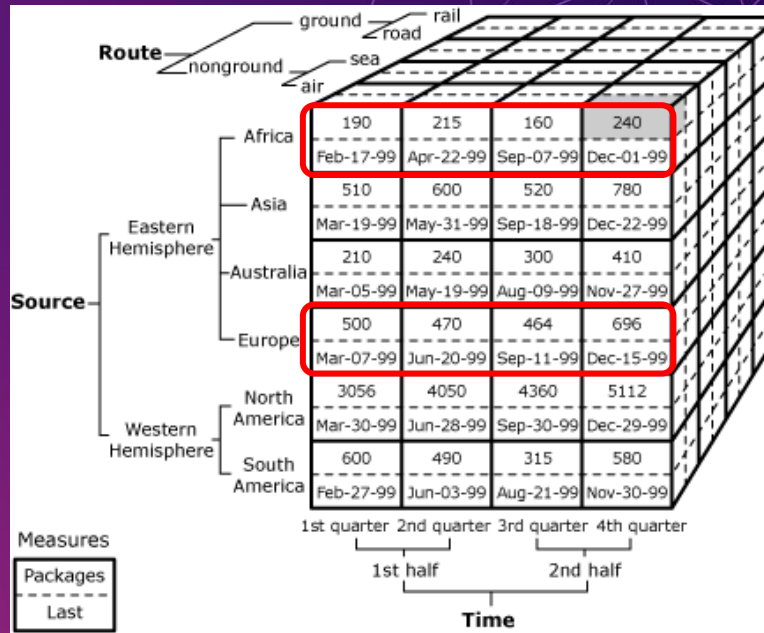 ground
rail
road
Route
nonground
sea
air
190 215 160 240
Africa
Feb-17-99 Apr-22-99 Sep-07-99 Dec-01-99
510 600 520 780
Asia
Mar-19-99 May-31-99 Sep-18-99 Dec-22-99
Eastern
Hemisphere
210 240 300 410
Australia
Mar-05-99 May-19-99 Aug-09-99 Nov-27-99
Source
500 470 464 696
Europe
Mar-07-99 Jun-20-99 Sep-11-99 Dec-15-99
North
America
3056 4050 4360 5112
Mar-30-99 Jun-28-99 Sep-30-99 Dec-29-99
Western
Hemisphere
South
America
600 490 315 580
Feb-27-99 Jun-03-99 Aug-21-99 Nov-30-99
1st quarter 2nd quarter 3rd quarter 4th quarter
1st half 2nd half
Time
Measures
Packages
Last